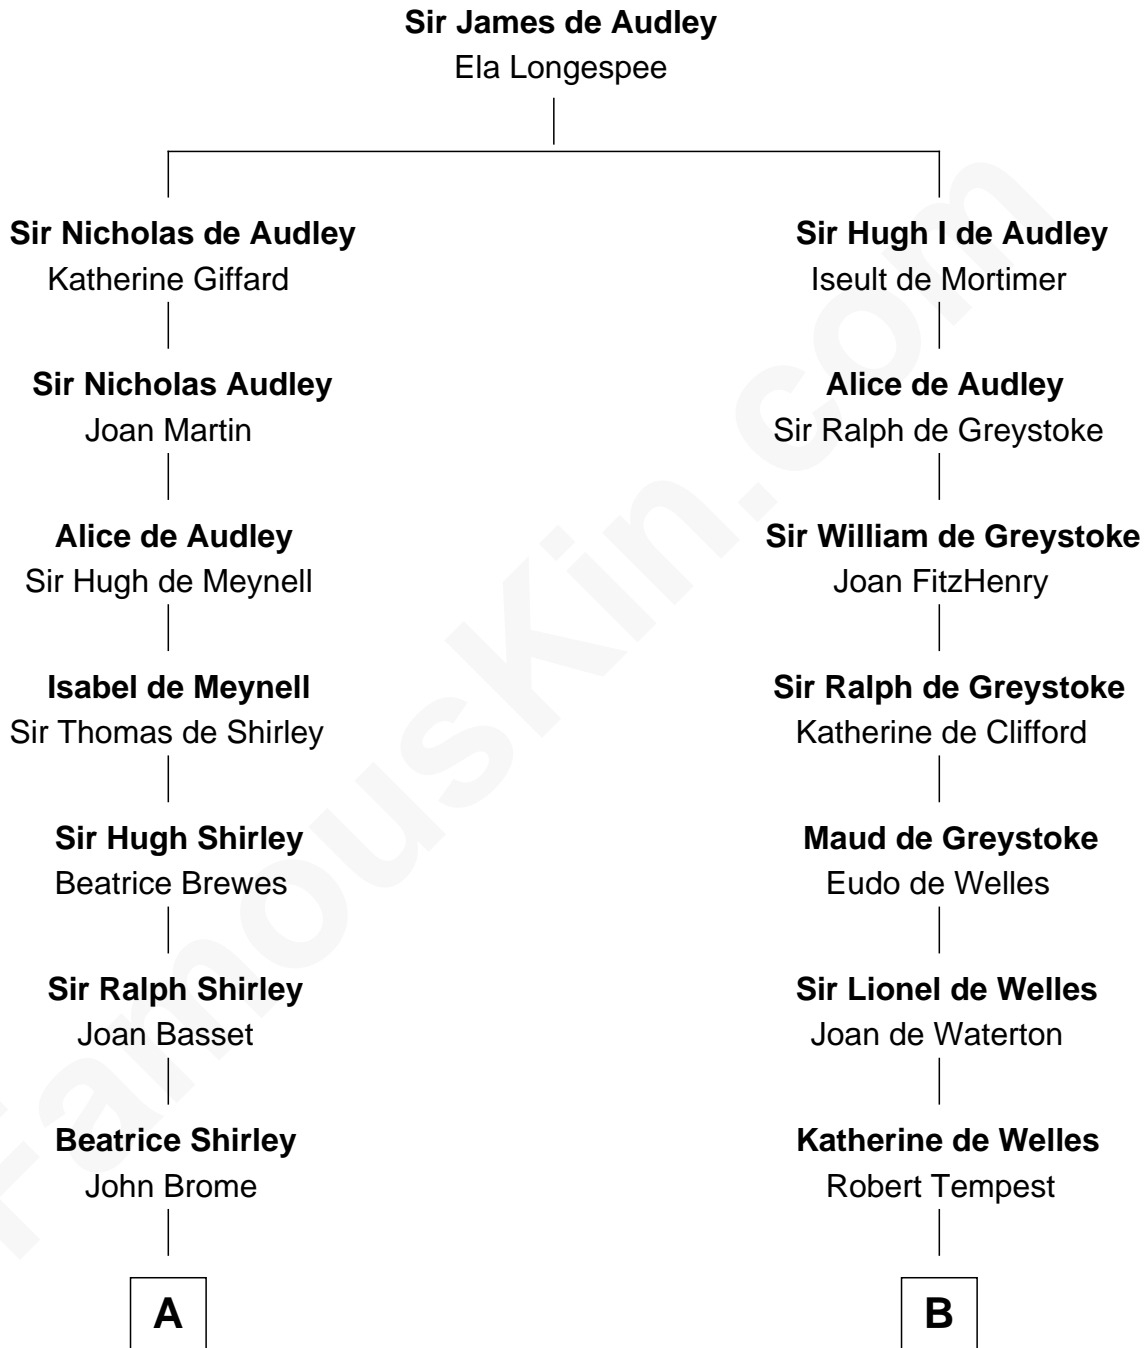 Sir James de Audley
Ela Longespee
Sir Nicholas de Audley
Katherine Giffard
Sir Hugh I de Audley
Iseult de Mortimer
Sir Nicholas Audley
Joan Martin
Alice de Audley
Sir Ralph de Greystoke
Alice de Audley
Sir Hugh de Meynell
Sir William de Greystoke
Joan FitzHenry
Isabel de Meynell
Sir Thomas de Shirley
Sir Ralph de Greystoke
Katherine de Clifford
Sir Hugh Shirley
Beatrice Brewes
Maud de Greystoke
Eudo de Welles
Sir Ralph Shirley
Joan Basset
Sir Lionel de Welles
Joan de Waterton
Beatrice Shirley
John Brome
Katherine de Welles
Robert Tempest
A
B
FamousKin.com